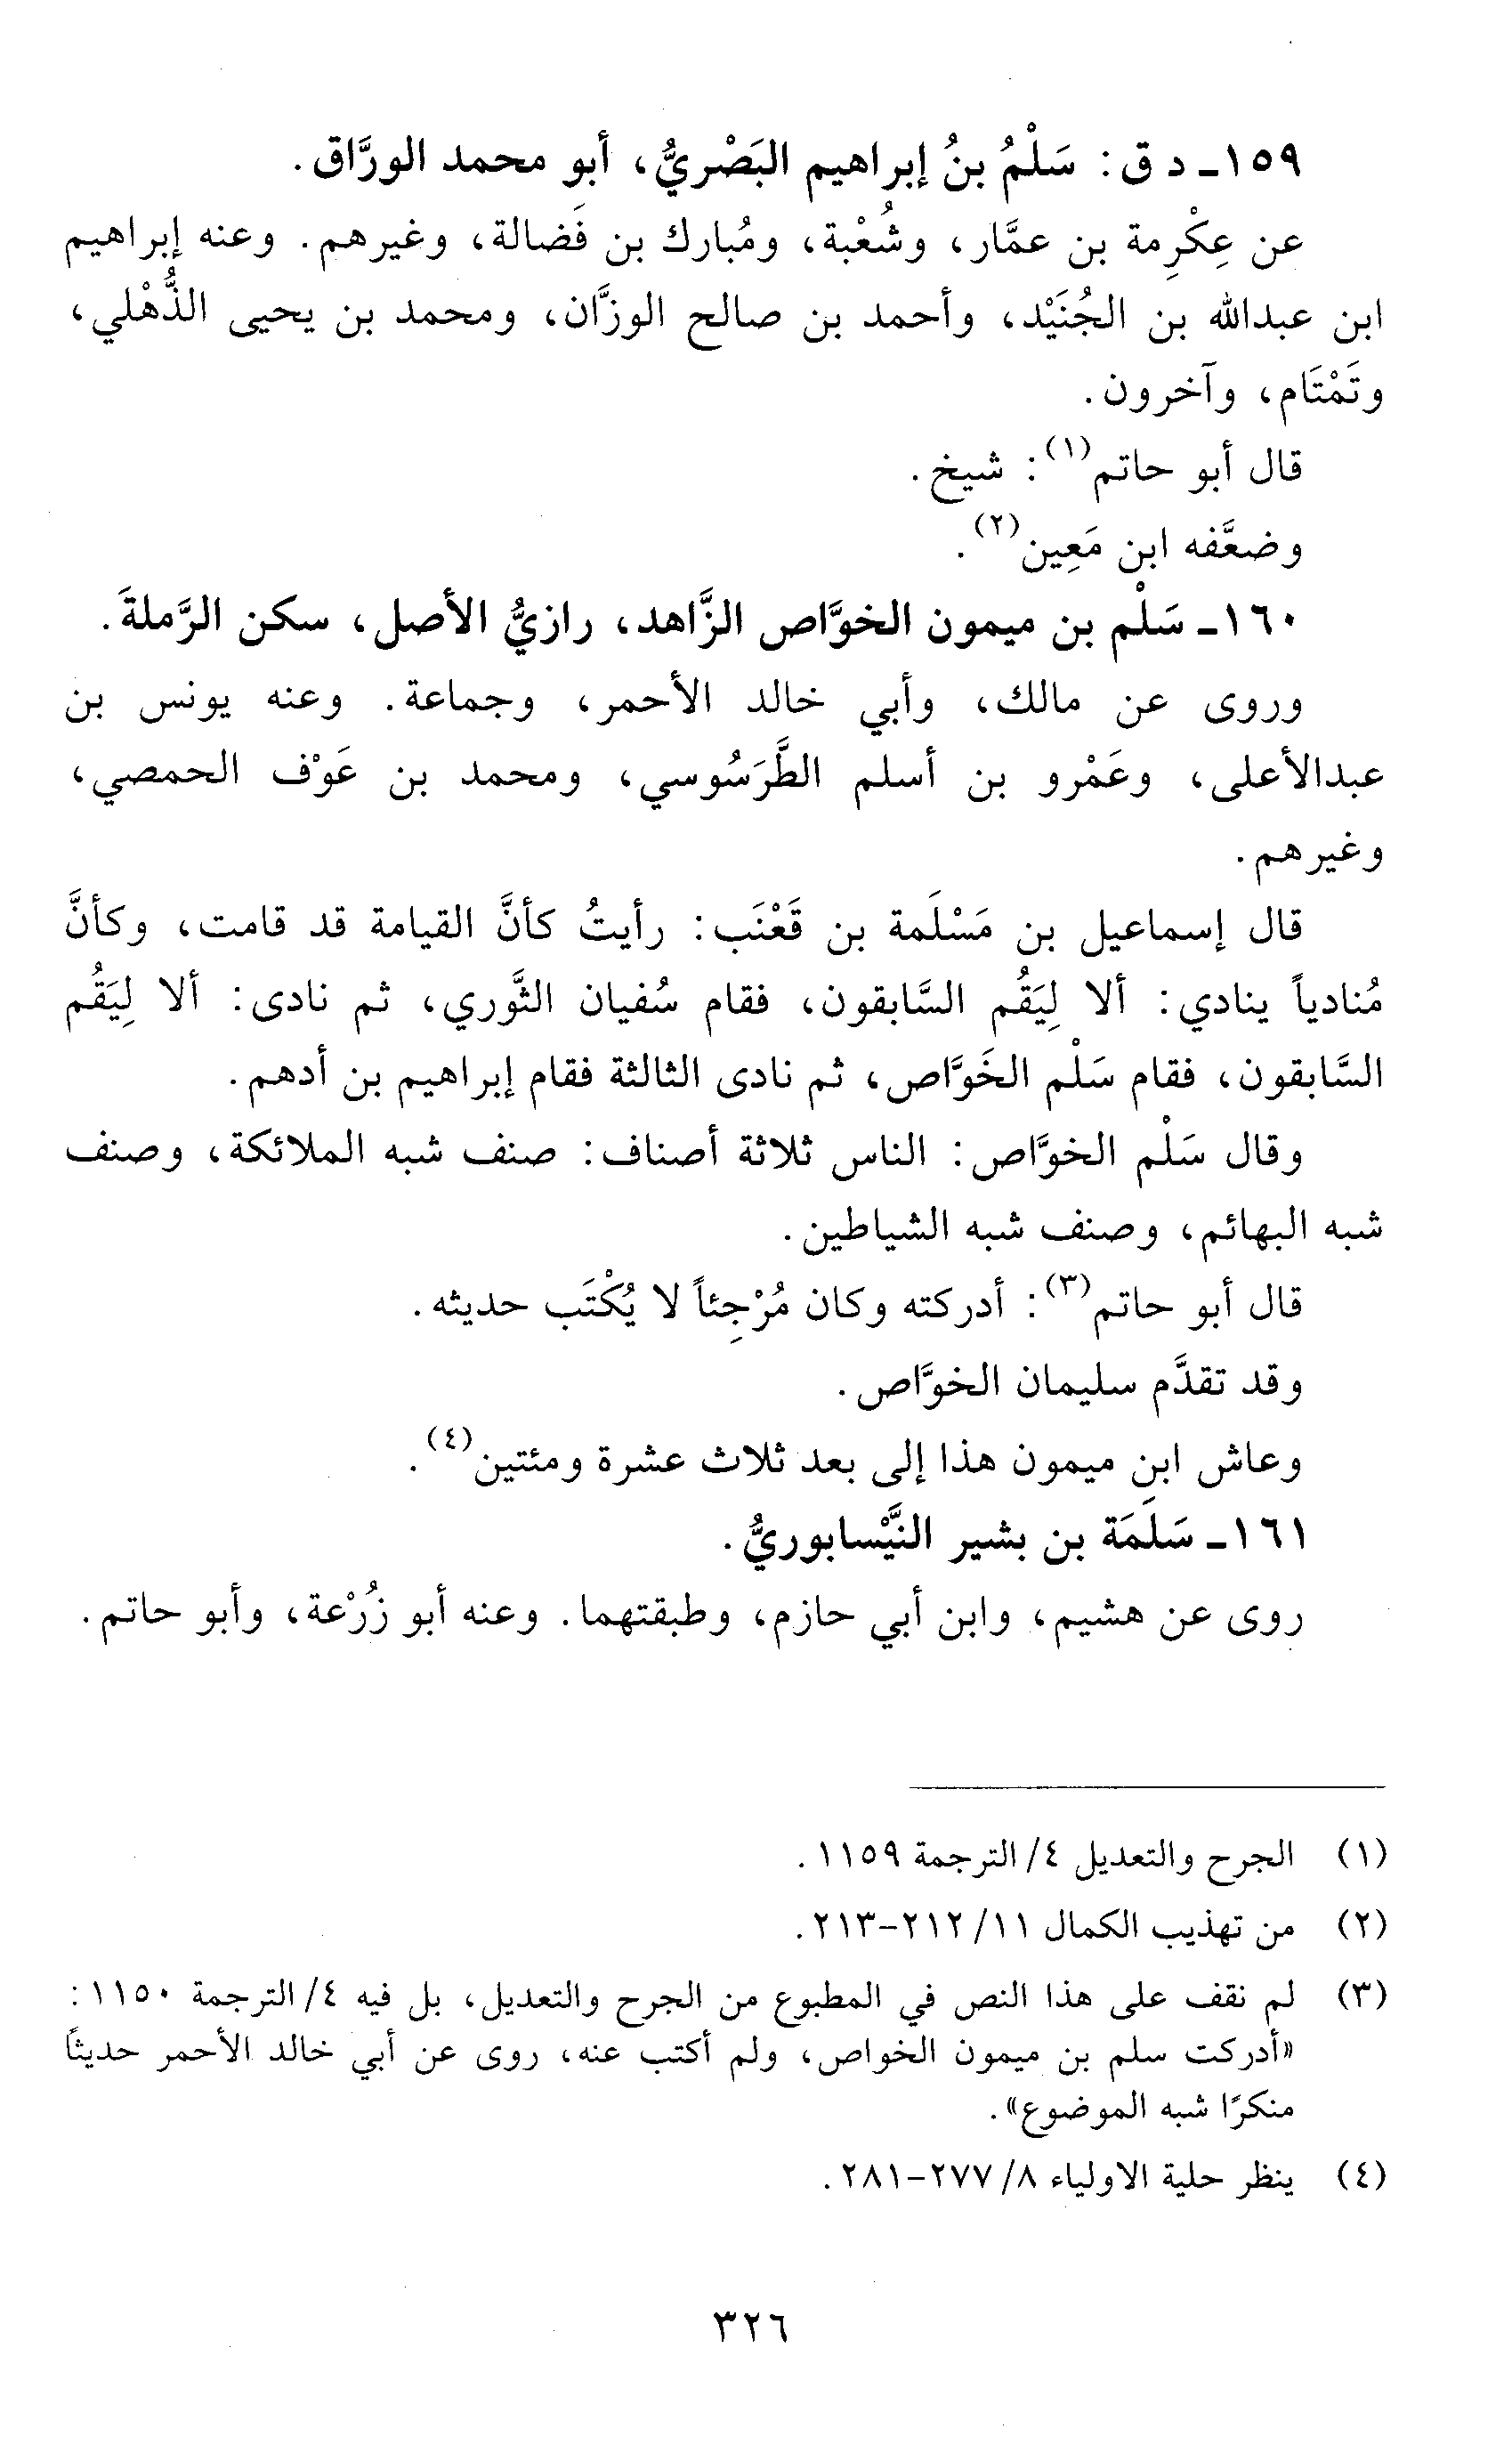 ١٥٩ـ د ق: سَلْمُ بنُ إبراهيم البَصْريُّ، أبو محمد الورَّاق.
عن عِكْرِمة بن عمَّار، وشُعْبة، ومُبارك بن فَضالة، وغيرهم. وعنه إبراهيم
ابن عبدالله بن الجُنَيْد، وأحمد بن صالح الوزَّان، ومحمد بن يحيى الذُّهْلي،
وتَمْتَام، وآخرون.
قال أبو حاتم(١): شيخ.
وضعَّفه ابن مَعِين(٢).
١٦٠ـ سَلْم بن ميمون الخوَّاص الزَّاهد، رازيُّ الأصل، سكن الرَّملةَ.
وروى عن مالك، وأبي خالد الأحمر، وجماعة. وعنه يونس بن
عبدالأعلى، وعَمْرو بن أسلم الطَّرَسُوسي، ومحمد بن عَوْف الحمصي،
وغيرهم.
قال إسماعيل بن مَسْلَمة بن قَعْنَب: رأيتُ كأنَّ القيامة قد قامت، وكأنَّ
مُنادياً ينادي: ألا لِيَقُم السَّابقون، فقام سُفيان الثَّوري، ثم نادى: ألا لِيَقُم
السَّابقون، فقام سَلْم الخَوَّاص، ثم نادى الثالثة فقام إبراهيم بن أدهم.
وقال سَلْم الخوَّاص: الناس ثلاثة أصناف: صنف شبه الملائكة، وصنف
شبه البهائم، وصنف شبه الشياطين.
قال أبو حاتم(٣): أدركته وكان مُرْجِئاً لا يُكْتَب حديثه.
وقد تقدَّم سليمان الخوَّاص.
وعاش ابن ميمون هذا إلى بعد ثلاث عشرة ومئتين(٤).
١٦١ـ سَلَمَة بن بشير النَّيْسابوريُّ.
روى عن هشيم، وابن أبي حازم، وطبقتهما. وعنه أبو زُرْعة، وأبو حاتم.
(١) الجرح والتعديل ٤/ الترجمة ١١٥٩.
(٢) من تهذيب الكمال ١١/ ٢١٢-٢١٣.
(٣) لم نقف على هذا النص في المطبوع من الجرح والتعديل، بل فيه ٤/ الترجمة ١١٥٠:
«أدركت سلم بن ميمون الخواص، ولم أكتب عنه، روى عن أبي خالد الأحمر حديثًا
منكرًا شبه الموضوع».
(٤) ينظر حلية الاولياء ٨/ ٢٧٧-٢٨١.
٣٢٦